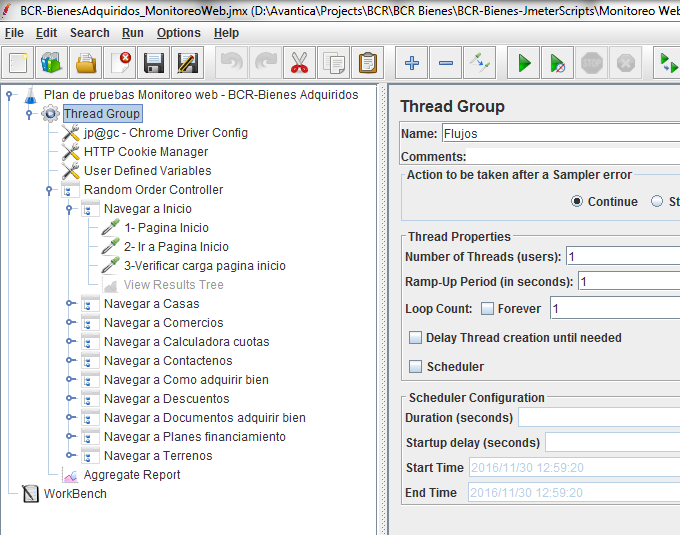 BCR-BienesAdquiridos_MonitoreoWeb.jmx (D:\Avantica\Projects\BCR\BCR Bienes\BCR-Bienes-JmeterScripts\Monitoreo Web
File Search Edit Run Options Help
STOP
Plan de pruebas Monitoreo web - BCR-Bienes Adquiridos
Thread Group
jp@gc - Chrome Driver Config
HTTP Cookie Manager
User Defined Variables
Random Order Controller
Navegar a Inicio
1- Pagina Inicio
2- Ir a Pagina Inicio
3-Verificar carga pagina inicio
View Results Tree
Navegar a Casas
Navegar a Comercios
Navegar a Calculadora cuotas
Navegar a Contactenos
Navegar a Como adquirir bien
Navegar a Descuentos
Navegar a Documentos adquirir bien
Navegar a Planes financiamiento
Navegar a Terrenos
Aggregate Report
WorkBench
Thread Group
Name: Flujos
Comments:
Action to be taken after a Sampler error
Continue St
Thread Properties
Number of Threads (users): 1
Ramp-Up Period (in seconds): 1
Loop Count: Forever 1
Delay Thread creation until needed
Scheduler
Scheduler Configuration
Duration (seconds)
Startup delay (seconds)
Start Time 2016/11/30 12:59:20
End Time 2016/11/30 12:59:20